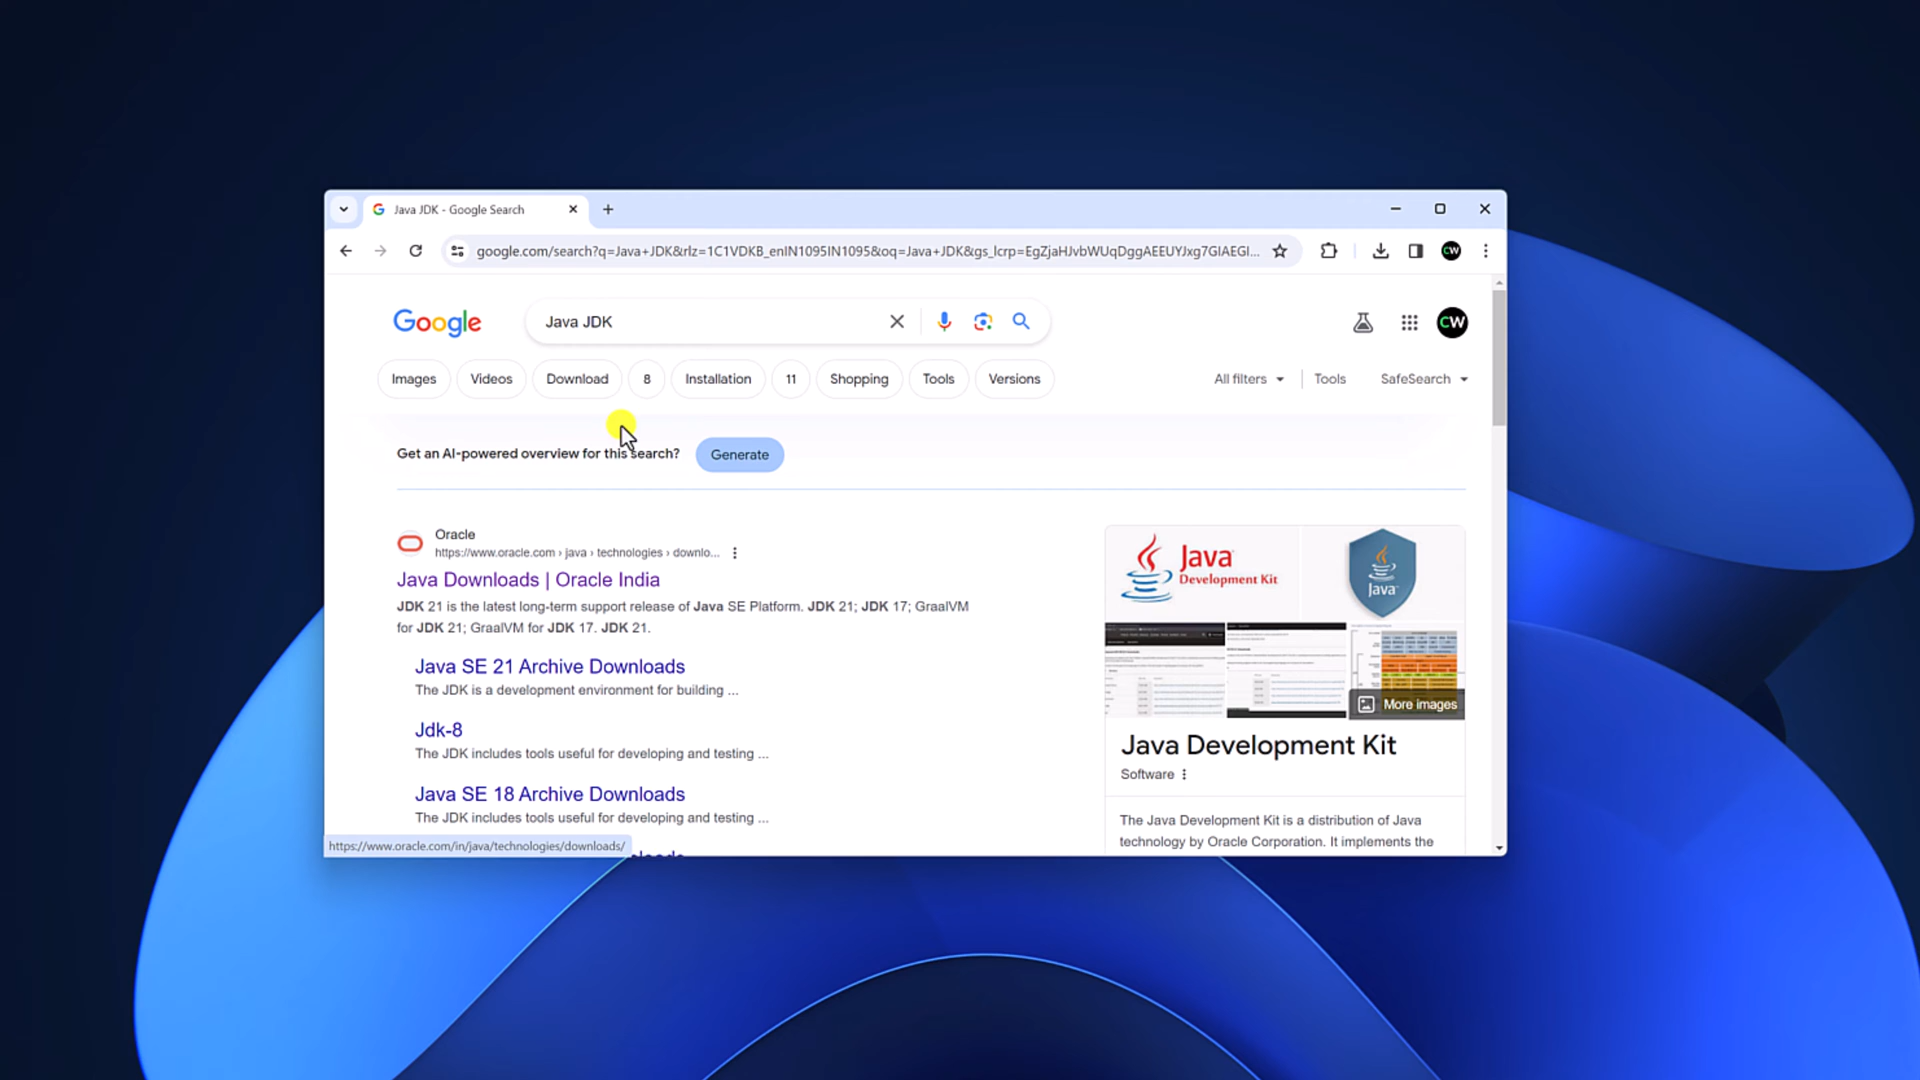 Java JDK - Google Search
google.com/search?q=Java+JDK&rlz=1C1VDKB_enIN1095IN1095&oq=Java+JDK&gs_lcrp=EgZjaHJvbWUqDggAEEUYJxg7GIAEGI...
CW
Google
Java JDK
CW
Images
Videos
Download
8
Installation
11
Shopping
Tools
Versions
All filters
Tools
SafeSearch
Get an AI-powered overview for this search?
Generate
Oracle
https://www.oracle.com › java › technologies › downlo...
Java Downloads | Oracle India
JDK 21 is the latest long-term support release of Java SE Platform. JDK 21; JDK 17; GraalVM
for JDK 21; GraalVM for JDK 17. JDK 21.
Java SE 21 Archive Downloads
The JDK is a development environment for building ...
Jdk-8
The JDK includes tools useful for developing and testing ...
Java SE 18 Archive Downloads
The JDK includes tools useful for developing and testing ...
https://www.oracle.com/in/java/technologies/downloads/
Java
Development Kit
Java
More images
Java Development Kit
Software
The Java Development Kit is a distribution of Java
technology by Oracle Corporation. It implements the